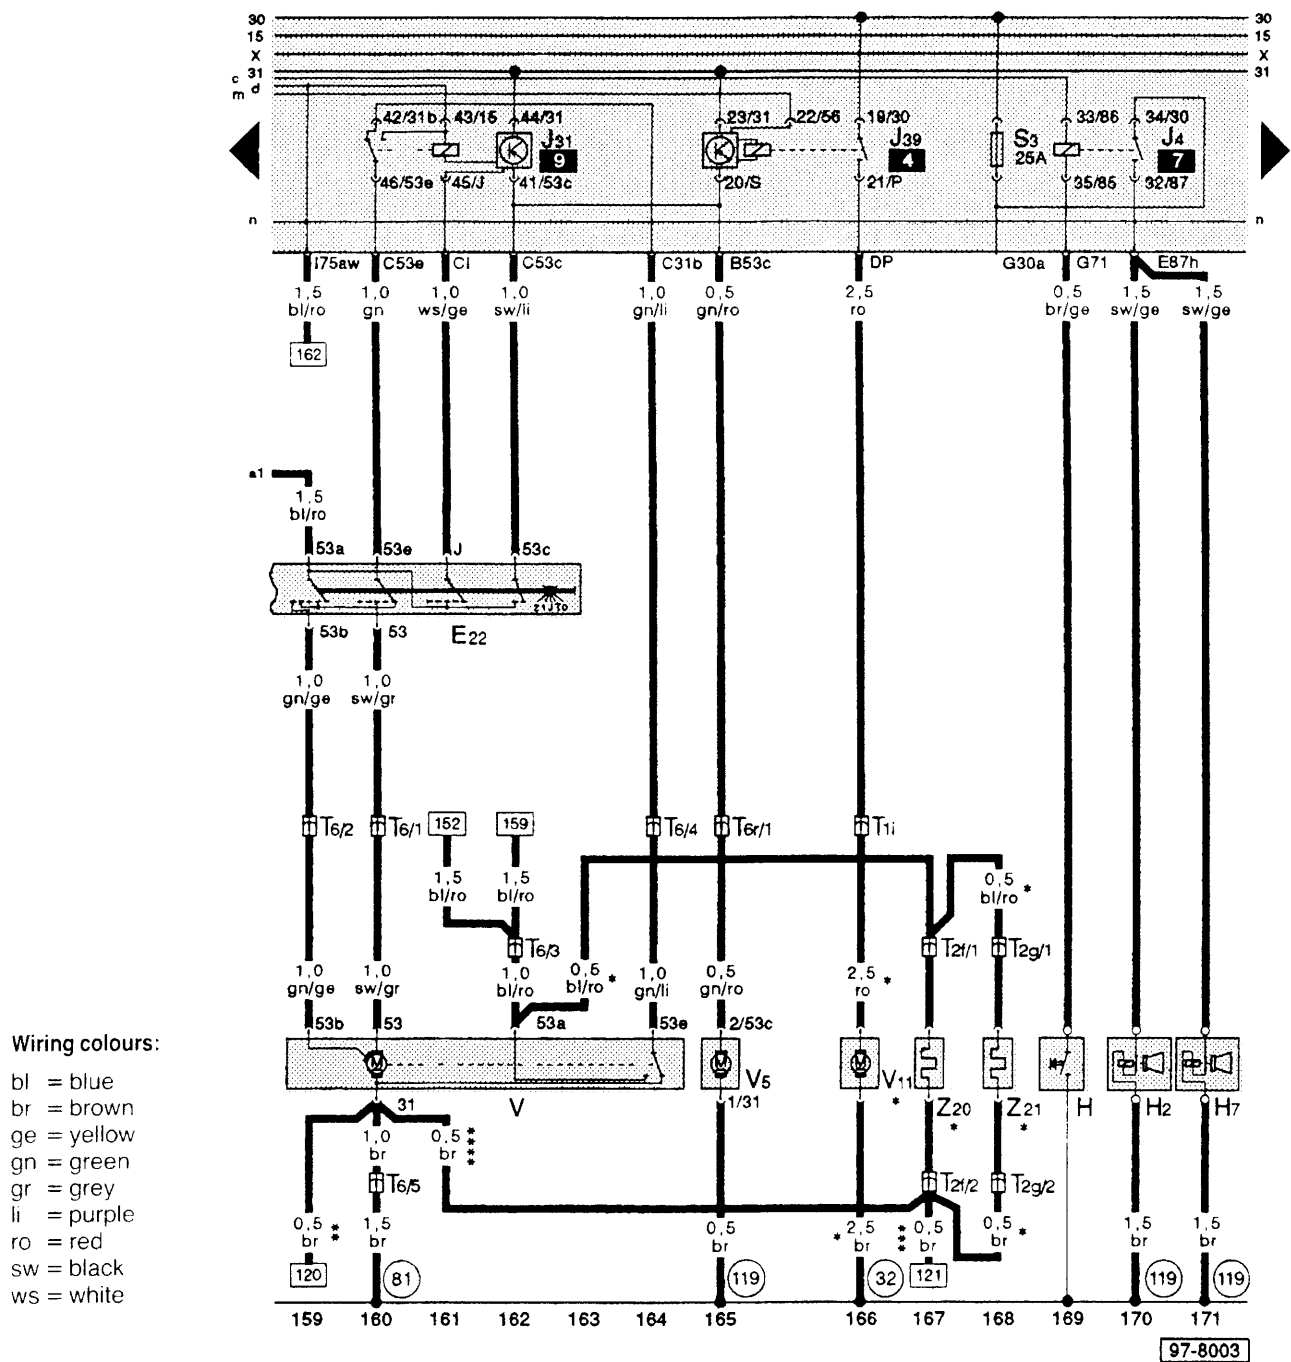 30 30
15 15
X X
31 31
c
d
m
42/31b 43/15 44/31 23/31 22/56 19/30 33/86 34/30
J31 J39 S3 J4
9 4 25A 7
46/53e 45/J 41/53c 20/S 21/P 35/85 32/87
n n
I75aw C53e CI C53c C31b B53c DP G30a G71 E87h
1,5 1,0 1,0 1,0 1,0 0,5 2,5 0,5 1,5 1,5
bl/ro gn ws/ge sw/li gn/li gn/ro ro br/ge sw/ge sw/ge
162
a1
1,5
bl/ro
53a 53e J 53c
53b 53 E22
1,0 1,0
gn/ge sw/gr
T6/2 T6/1 152 159 T6/4 T6r/1 T1i
1,5 1,5 0,5
bl/ro bl/ro bl/ro *
T6/3 T2f/1 T2g/1
1,0 1,0 1,0 0,5 1,0 0,5 2,5
gn/ge sw/gr bl/ro bl/ro * gn/li gn/ro ro *
53b 53 53a 53e 2/53c
M M M
V5 V11
31 V 1/31 * Z20 * Z21 * H H2 H7
1,0 0,5 ****
br br
T6/5 T2f/2 T2g/2
0,5 ** 1,5 0,5 * 2,5 *** 0,5 0,5 * 1,5 1,5
br br br br br br br br
120 81 119 32 121 119 119
159 160 161 162 163 164 165 166 167 168 169 170 171
97-8003
Wiring colours:
bl = blue
br = brown
ge = yellow
gn = green
gr = grey
li = purple
ro = red
sw = black
ws = white